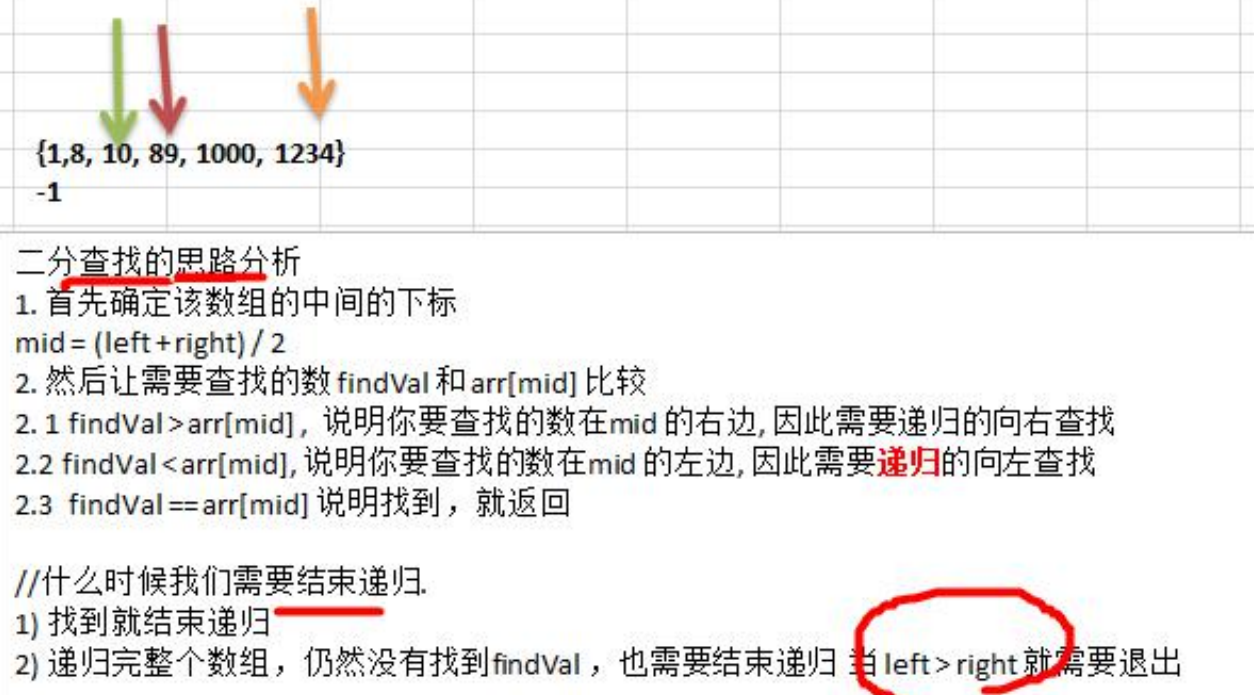 {1,8, 10, 89, 1000, 1234}
-1
二分查找的思路分析
1. 首先确定该数组的中间的下标
mid = (left+right) / 2
2. 然后让需要查找的数 findVal 和 arr[mid] 比较
2. 1 findVal > arr[mid] , 说明你要查找的数在mid 的右边, 因此需要递归的向右查找
2.2 findVal < arr[mid], 说明你要查找的数在mid 的左边, 因此需要递归的向左查找
2.3 findVal == arr[mid] 说明找到，就返回
//什么时候我们需要结束递归.
1) 找到就结束递归
2) 递归完整个数组，仍然没有找到findVal ，也需要结束递归 当 left > right 就需要退出